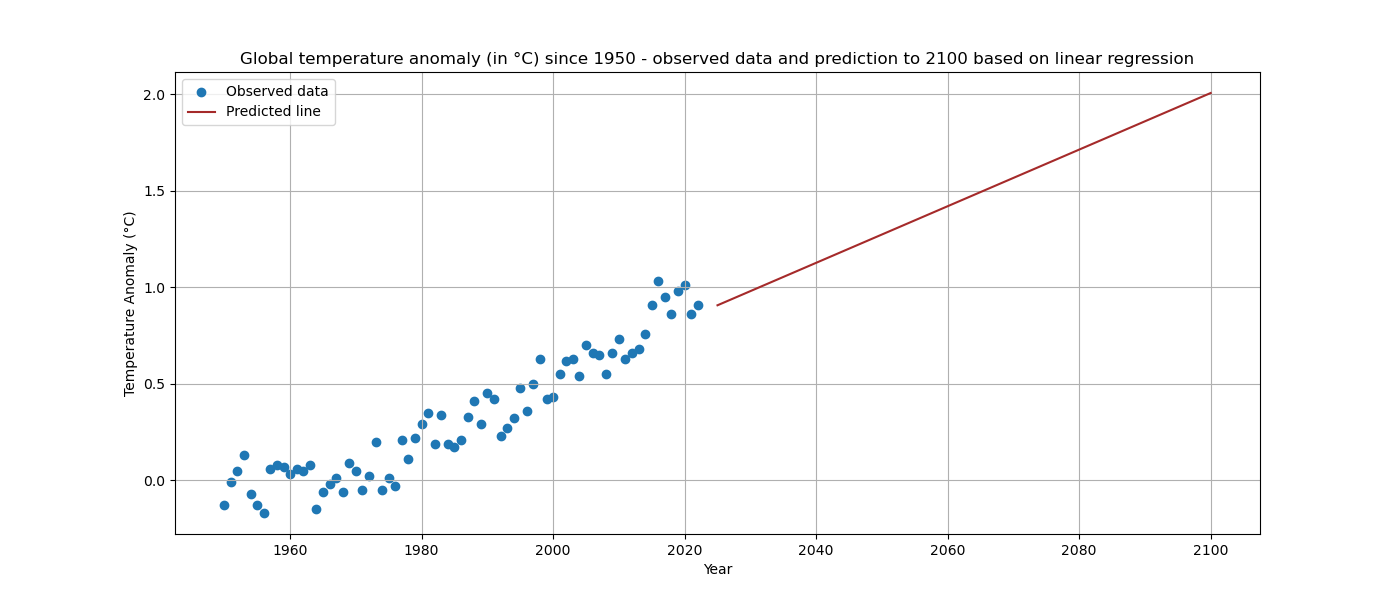 Global temperature anomaly (in °C) since 1950 - observed data and prediction to 2100 based on linear regression
Observed data
Predicted line
2.0
1.5
1.0
0.5
0.0
Temperature Anomaly (°C)
1960 1980 2000 2020 2040 2060 2080 2100
Year